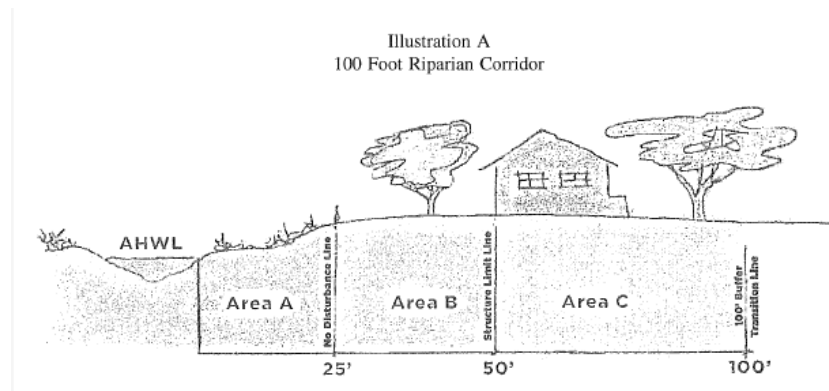 Illustration A
100 Foot Riparian Corridor
AHWL
Area A
No Disturbance Line
Area B
Structure Limit Line
Area C
100' Buffer
Transition Line
25'
50'
100'